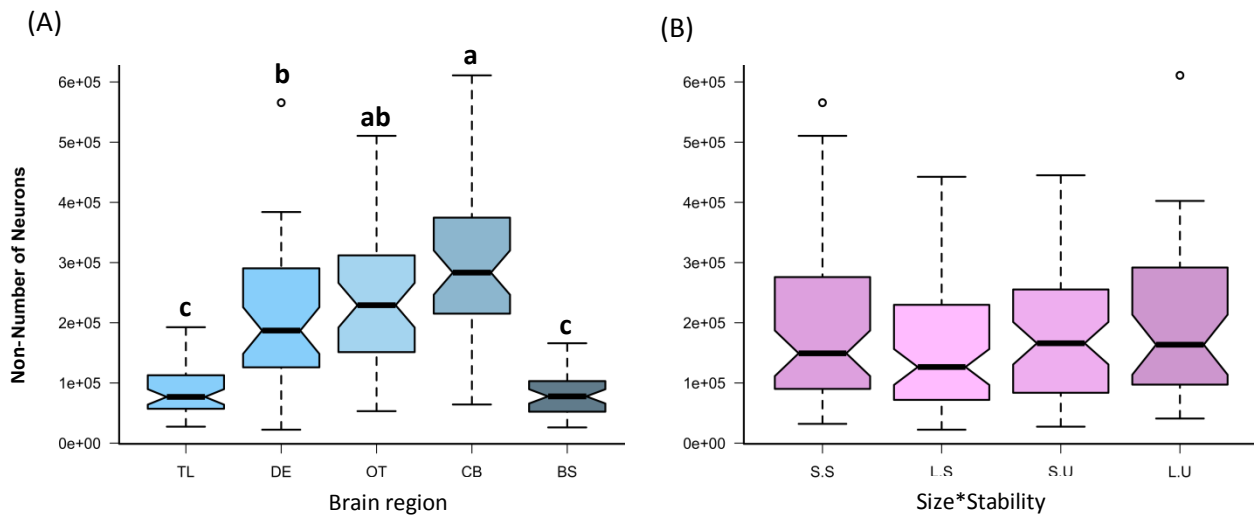 (A)
Non-Number of Neurons
6e+05
5e+05
4e+05
3e+05
2e+05
1e+05
0e+00
c
b
ab
a
c
TL DE OT CB BS
Brain region
(B)
6e+05
5e+05
4e+05
3e+05
2e+05
1e+05
0e+00
S.S L.S S.U L.U
Size*Stability